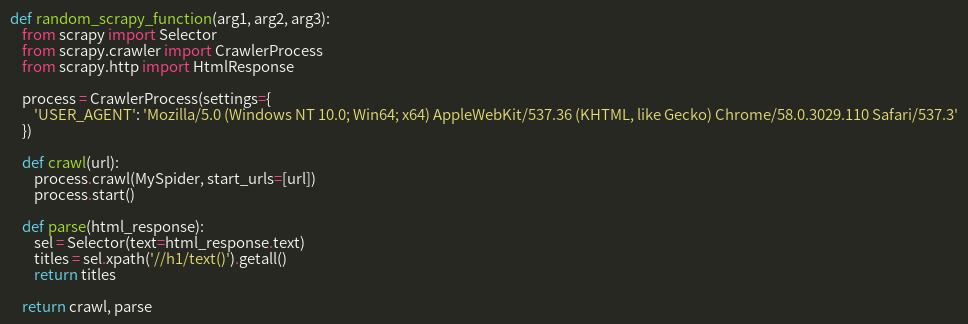 def random_scrapy_function(arg1, arg2, arg3):
    from scrapy import Selector
    from scrapy.crawler import CrawlerProcess
    from scrapy.http import HtmlResponse

    process = CrawlerProcess(settings={
        'USER_AGENT': 'Mozilla/5.0 (Windows NT 10.0; Win64; x64) AppleWebKit/537.36 (KHTML, like Gecko) Chrome/58.0.3029.110 Safari/537.3'
    })

    def crawl(url):
        process.crawl(MySpider, start_urls=[url])
        process.start()

    def parse(html_response):
        sel = Selector(text=html_response.text)
        titles = sel.xpath('//h1/text()').getall()
        return titles

    return crawl, parse